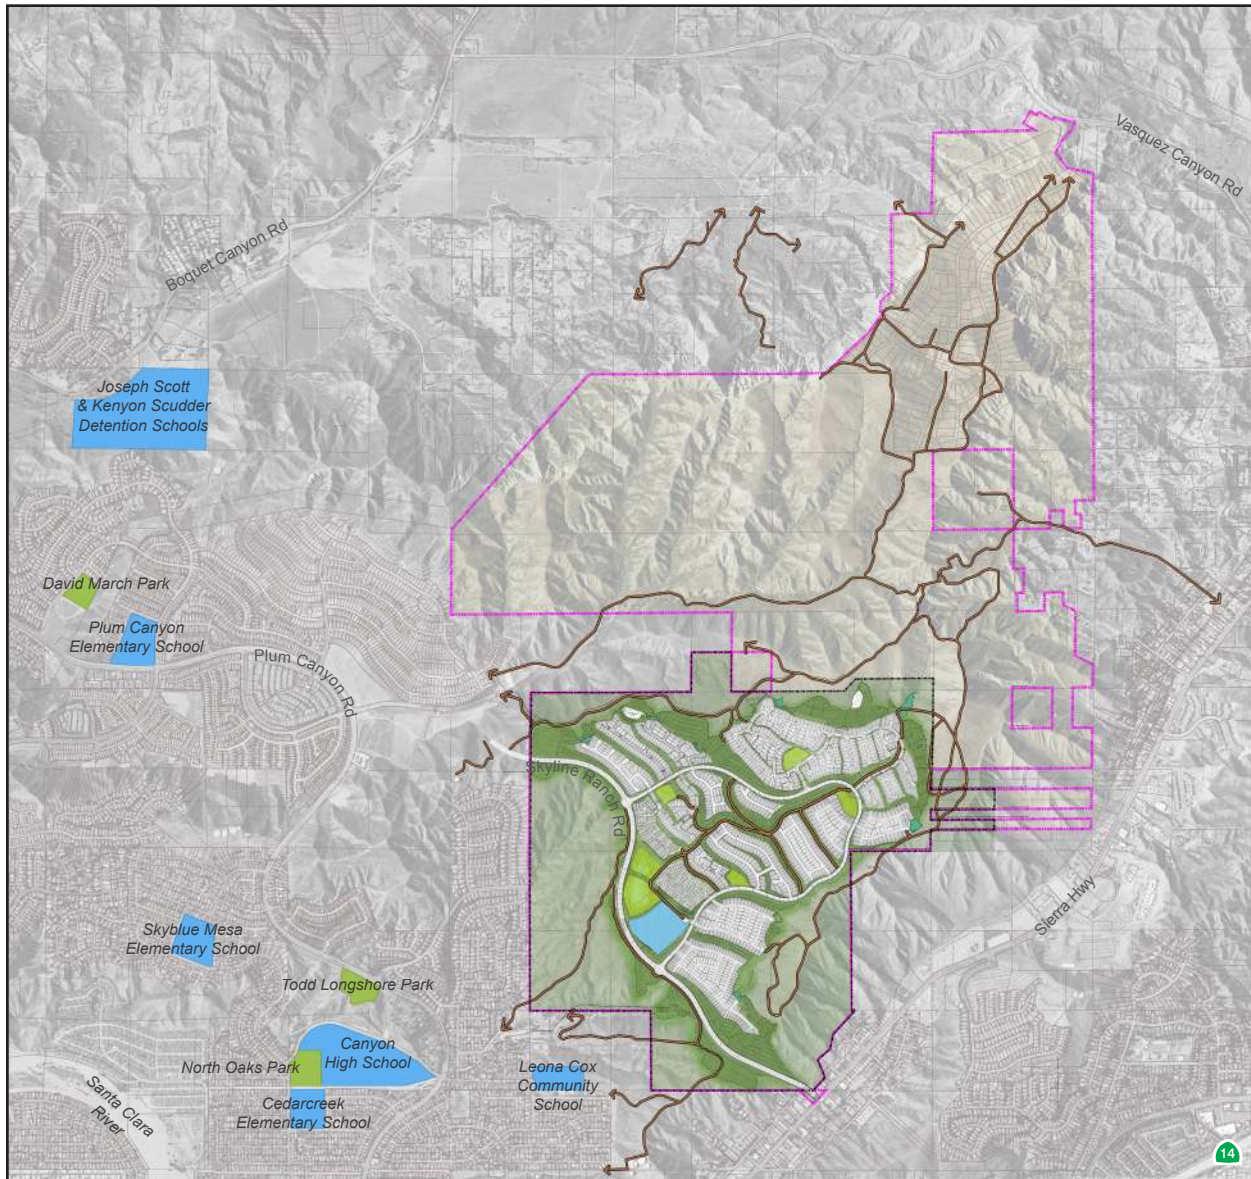 Vasquez Canyon Rd
Boquet Canyon Rd
Joseph Scott
& Kenyon Scudder
Detention Schools
David March Park
Plum Canyon
Elementary School
Plum Canyon Rd
Skyline Ranch Rd
Sierra Hwy
Skyblue Mesa
Elementary School
Todd Longshore Park
Canyon
High School
North Oaks Park
Leona Cox
Community
School
Cedarcreek
Elementary School
Santa Clara
River
14